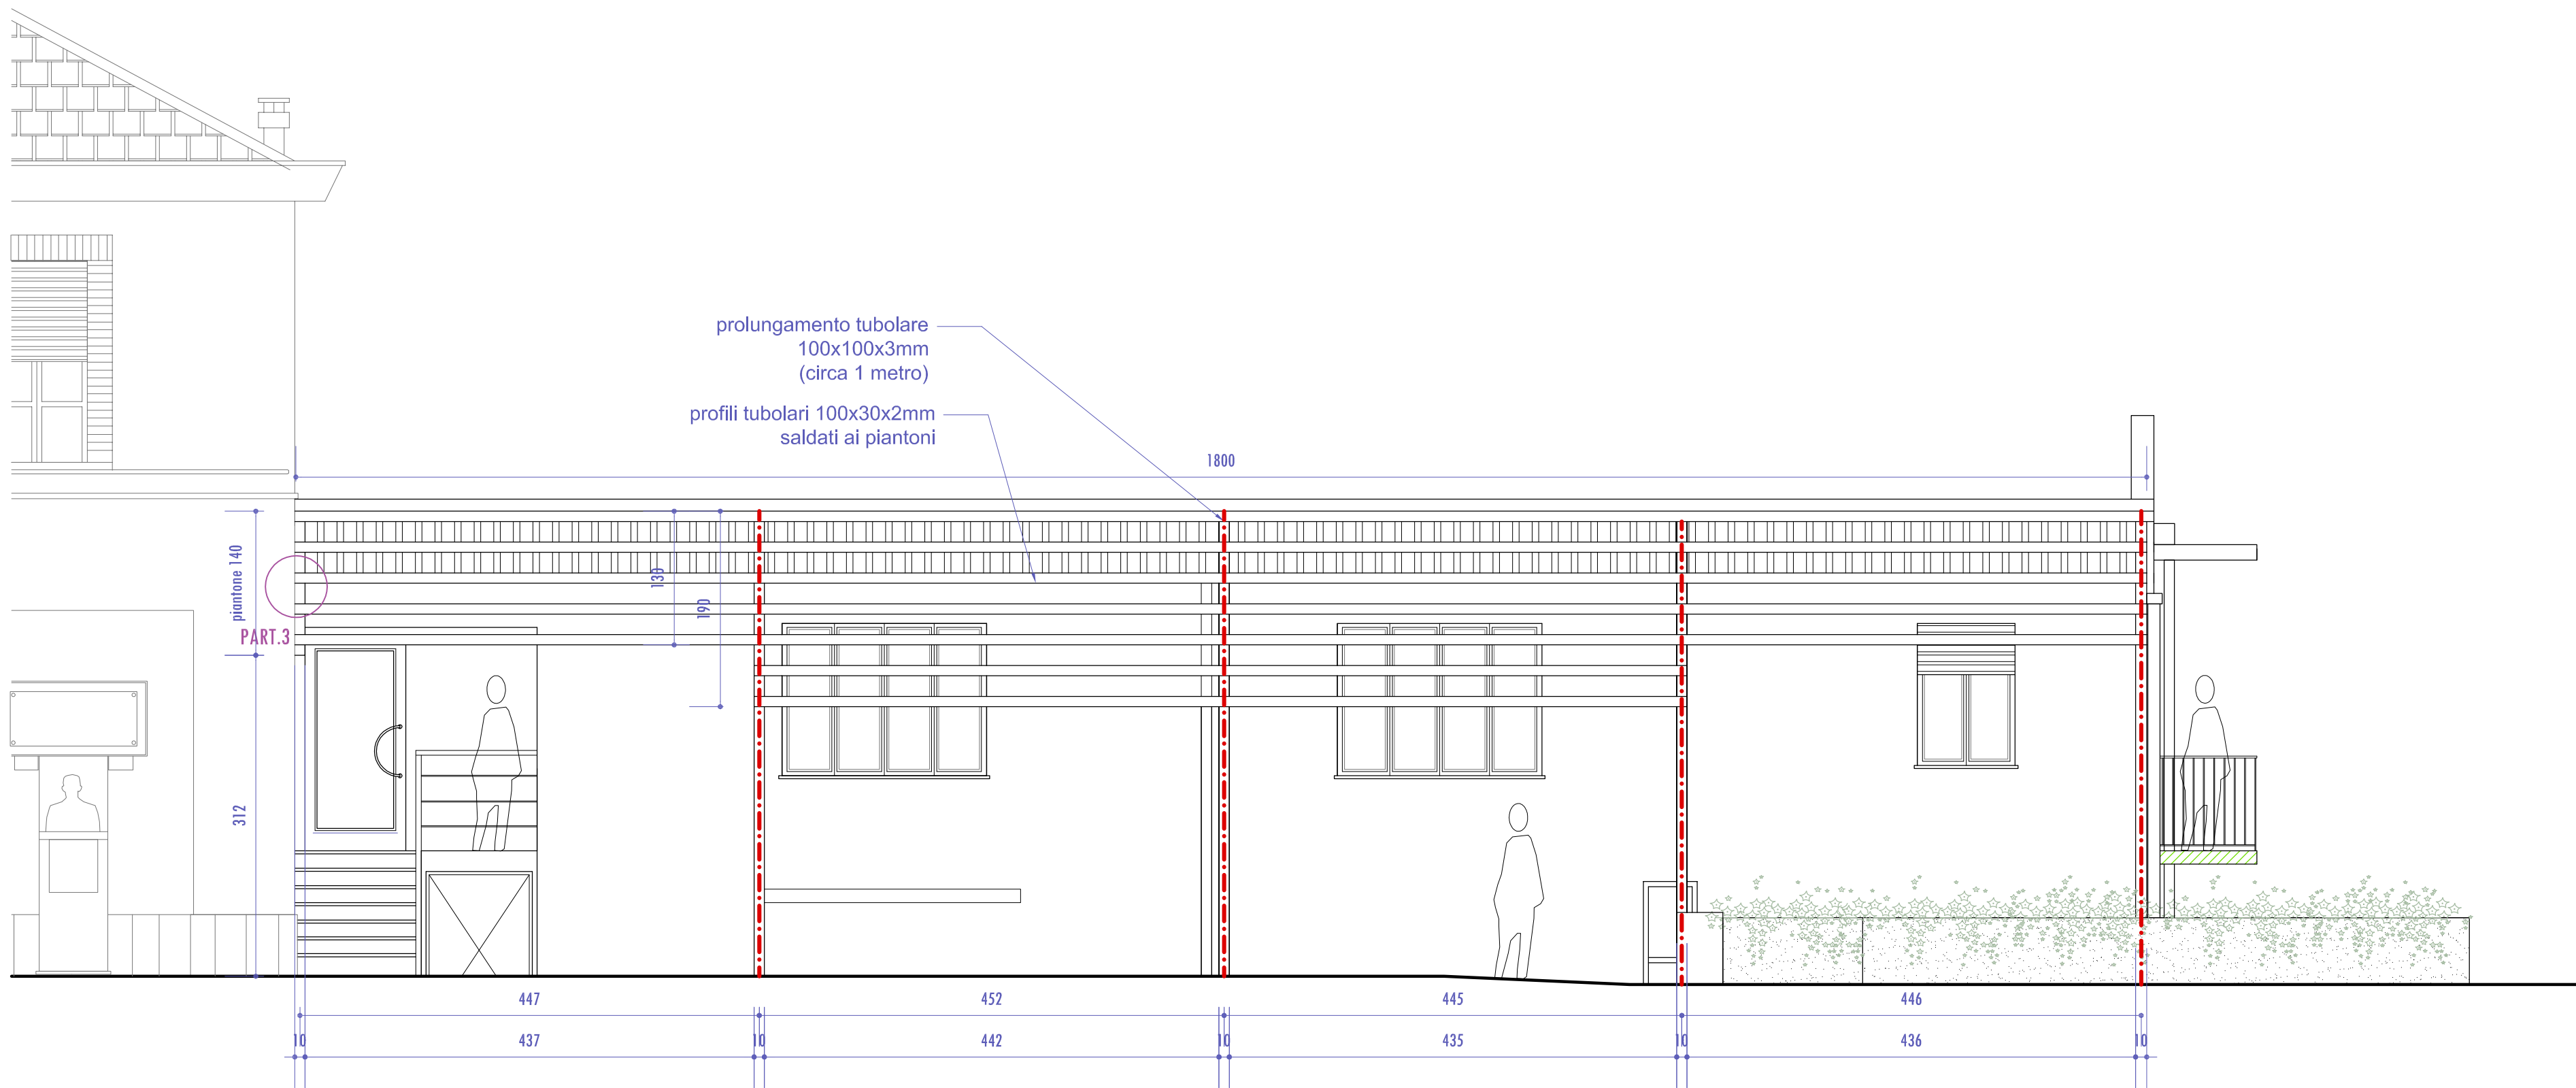 prolungamento tubolare
100x100x3mm
(circa 1 metro)
profili tubolari 100x30x2mm
saldati ai piantoni
1800
piantone 140
130
190
PART.3
312
447 452 445 446
10 437 10 442 10 435 10 436 10